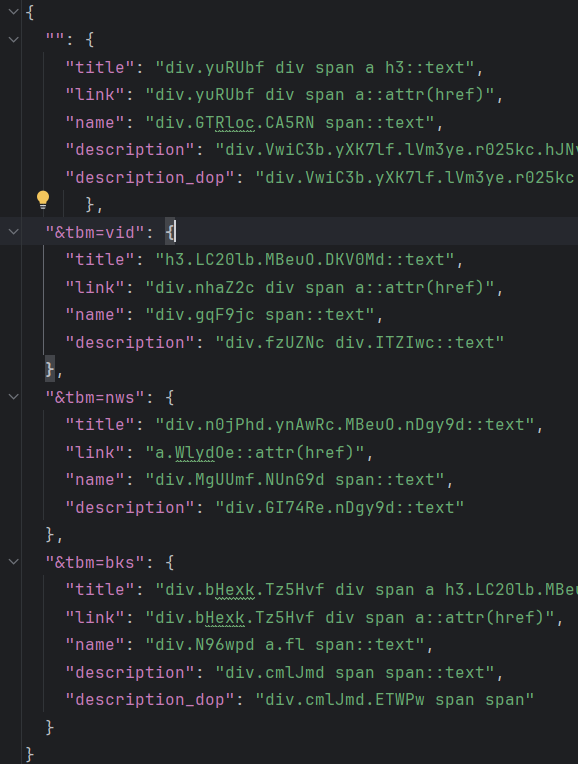 {
"": {
"title": "div.yuRUbf div span a h3::text",
"link": "div.yuRUbf div span a::attr(href)",
"name": "div.GTRloc.CA5RN span::text",
"description": "div.VwiC3b.yXK7lf.lVm3ye.r025kc.hJN
"description_dop": "div.VwiC3b.yXK7lf.lVm3ye.r025kc
},
"&tbm=vid": {
"title": "h3.LC20lb.MBeuO.DKV0Md::text",
"link": "div.nhaZ2c div span a::attr(href)",
"name": "div.gqF9jc span::text",
"description": "div.fzUZNc div.ITZIwc::text"
},
"&tbm=nws": {
"title": "div.n0jPhd.ynAwRc.MBeuO.nDgy9d::text",
"link": "a.WlydOe::attr(href)",
"name": "div.MgUUmf.NUnG9d span::text",
"description": "div.GI74Re.nDgy9d::text"
},
"&tbm=bks": {
"title": "div.bHexk.Tz5Hvf div span a h3.LC20lb.MBe
"link": "div.bHexk.Tz5Hvf div span a::attr(href)",
"name": "div.N96wpd a.fl span::text",
"description": "div.cmlJmd span span::text",
"description_dop": "div.cmlJmd.ETWPw span span"
}
}